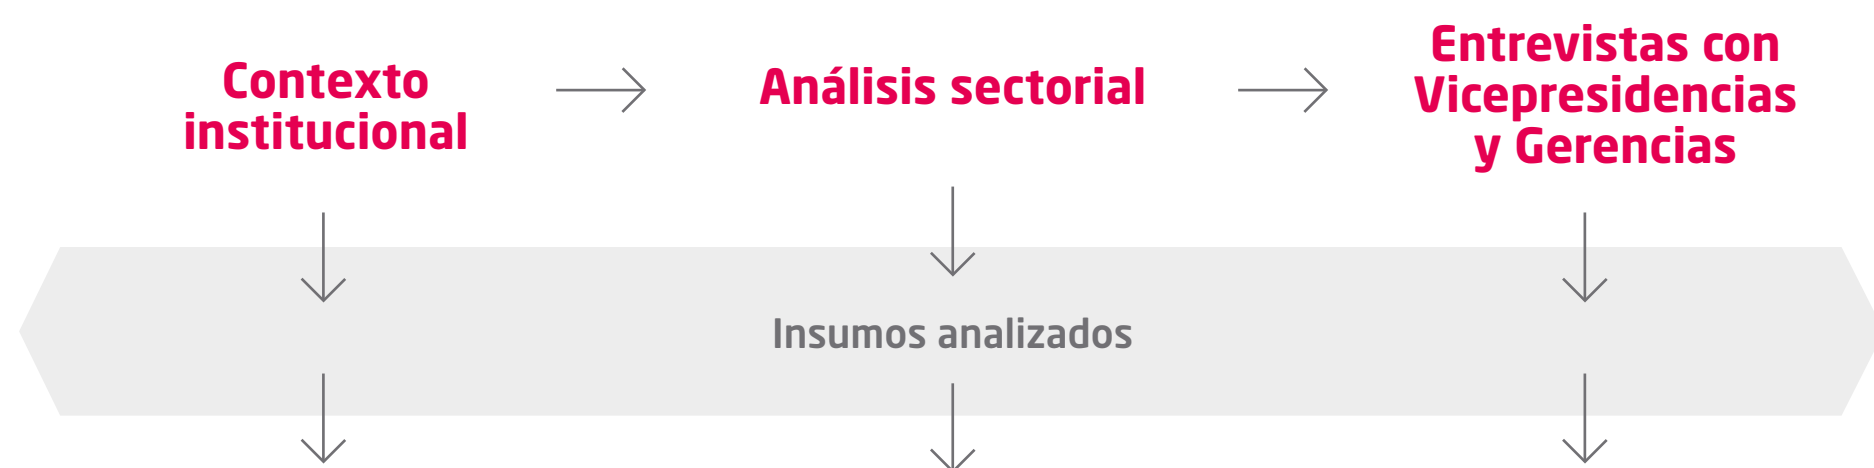 Contexto
institucional
Análisis sectorial
Entrevistas con
Vicepresidencias
y Gerencias
Insumos analizados